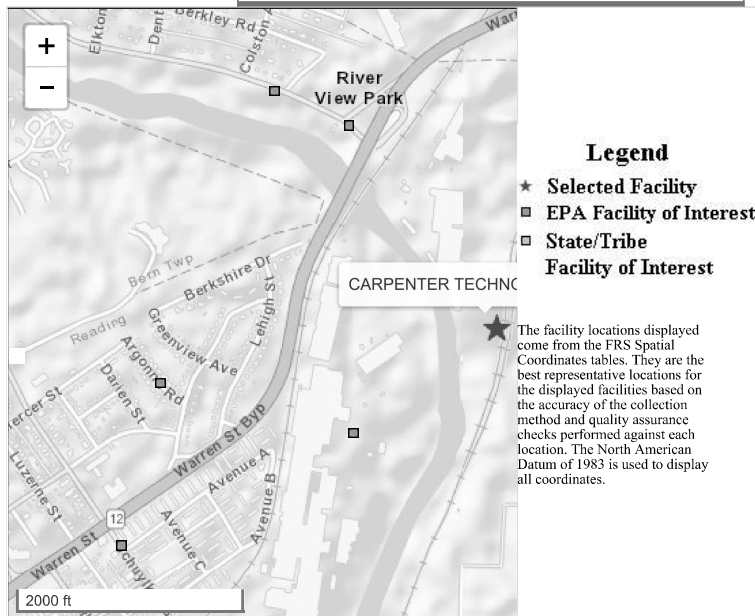 +
−
Elkton
Dent
Berkley Rd
Colston A
Warr
River
View Park
Legend
Selected Facility
EPA Facility of Interest
State/Tribe
Facility of Interest
Bern Twp
Reading
Berkshire Dr
Lehigh St
Greenview Ave
Argonne Rd
Darien St
ercer St
CARPENTER TECHNO
The facility locations displayed
come from the FRS Spatial
Coordinates tables. They are the
best representative locations for
the displayed facilities based on
the accuracy of the collection
method and quality assurance
checks performed against each
location. The North American
Datum of 1983 is used to display
all coordinates.
Warren St Byp
Luzerne St
Avenue A
Avenue B
Avenue C
12
Warren St
chuylk
2000 ft